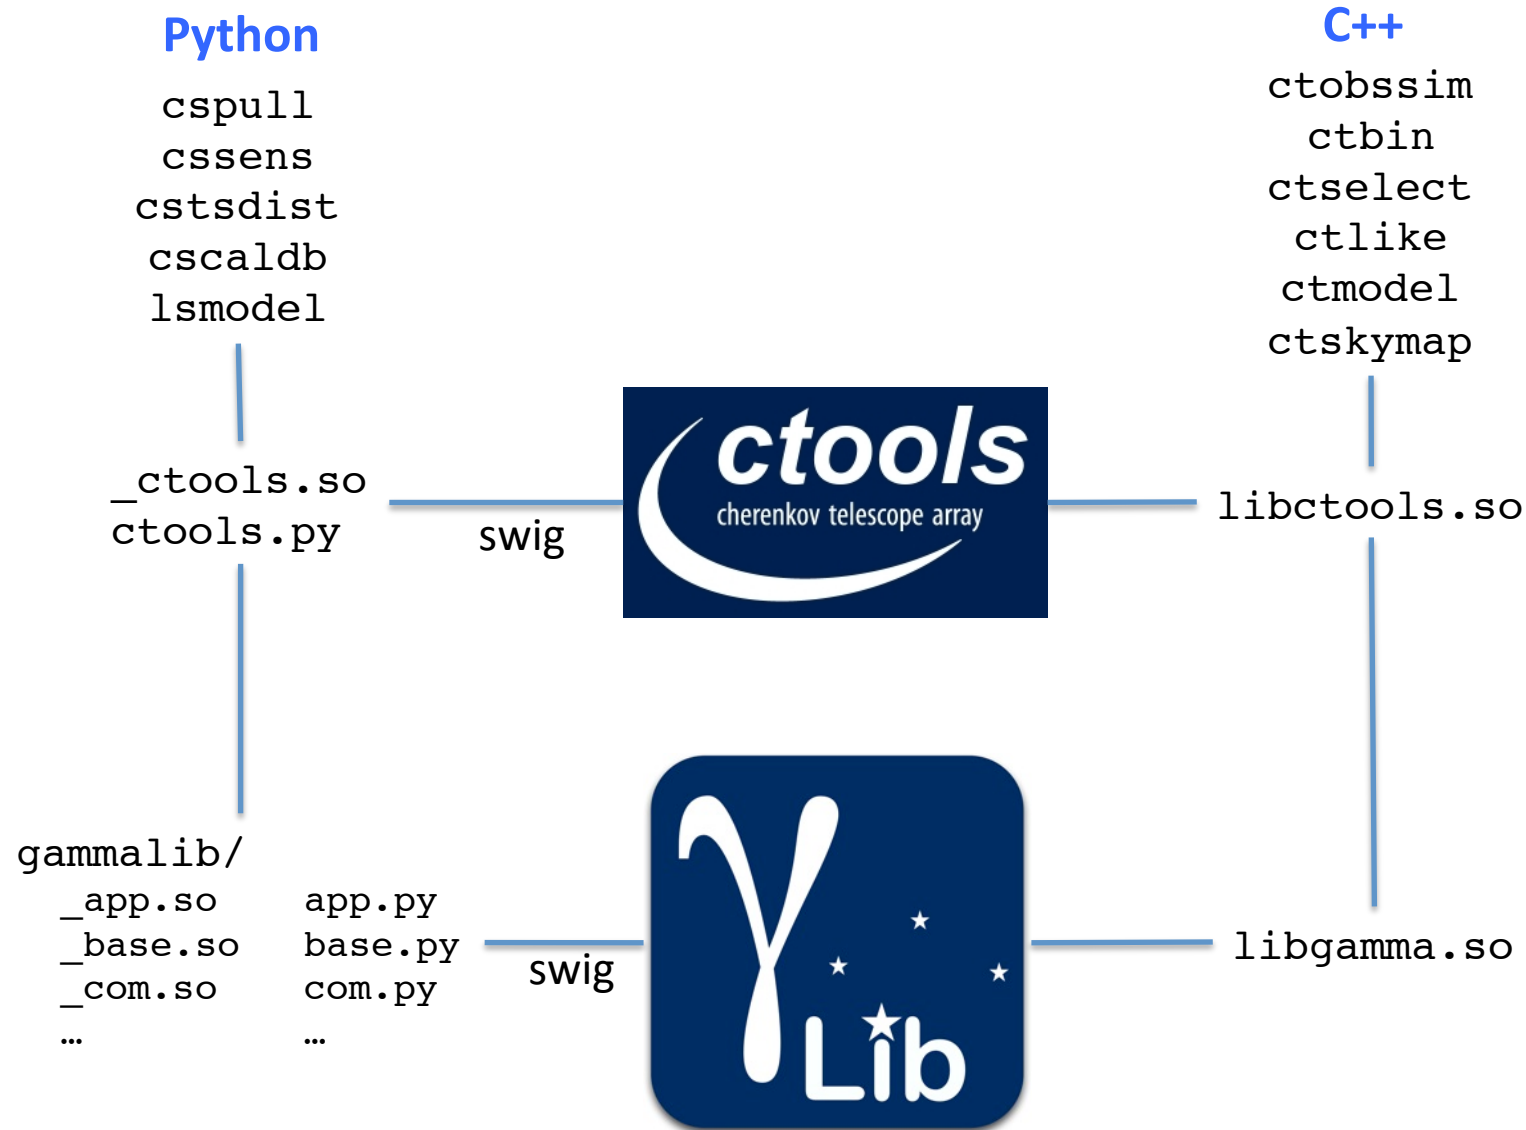 Python
cspull
cssens
cstsdist
cscaldb
lsmodel
C++
ctobssim
ctbin
ctselect
ctlike
ctmodel
ctskymap
_ctools.so
ctools.py
swig
ctools
cherenkov telescope array
libctools.so
gammalib/
_app.so app.py
_base.so base.py
_com.so com.py
… …
swig
γ
Lib
libgamma.so